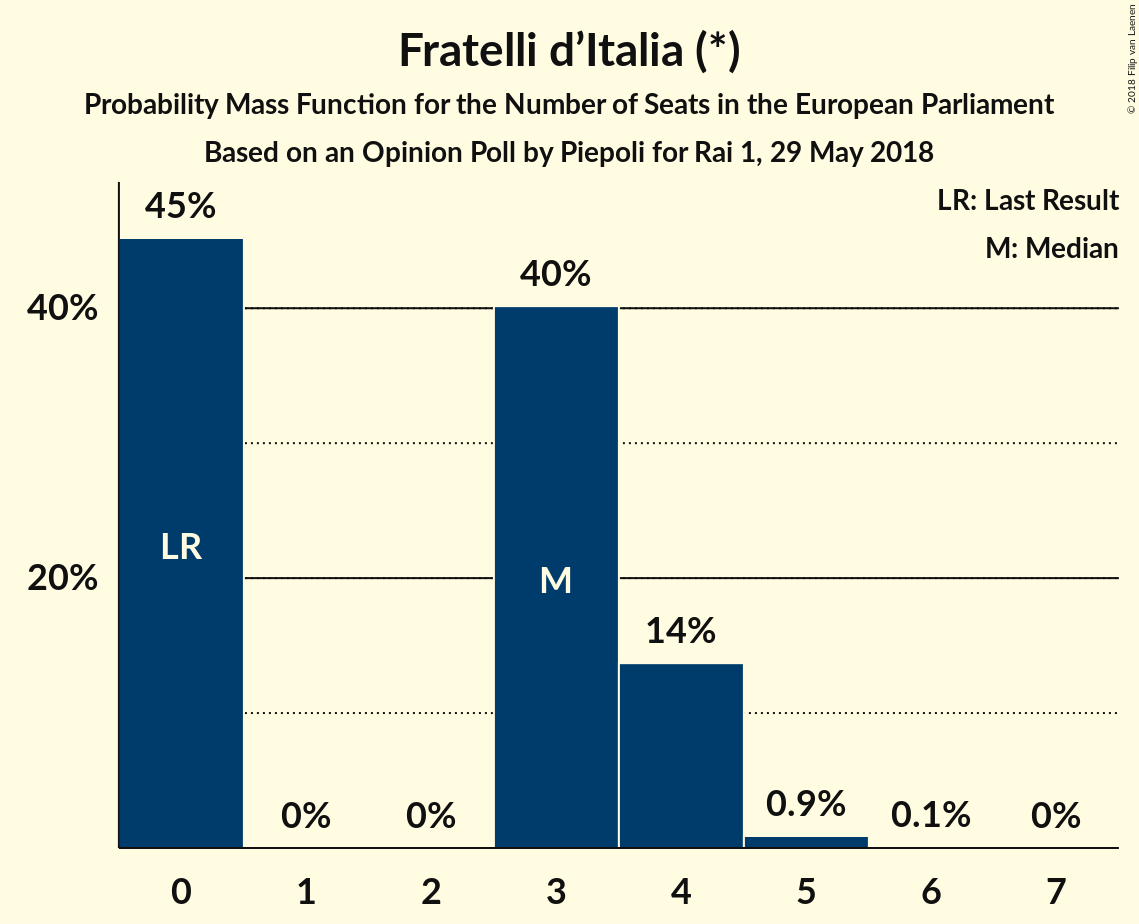 Fratelli d’Italia (*)
Probability Mass Function for the Number of Seats in the European Parliament
Based on an Opinion Poll by Piepoli for Rai 1, 29 May 2018
© 2018 Filip van Laenen
LR: Last Result
M: Median
45%
40%
40%
LR
M
20%
14%
0%
0%
0.9%
0.1%
0%
0
1
2
3
4
5
6
7